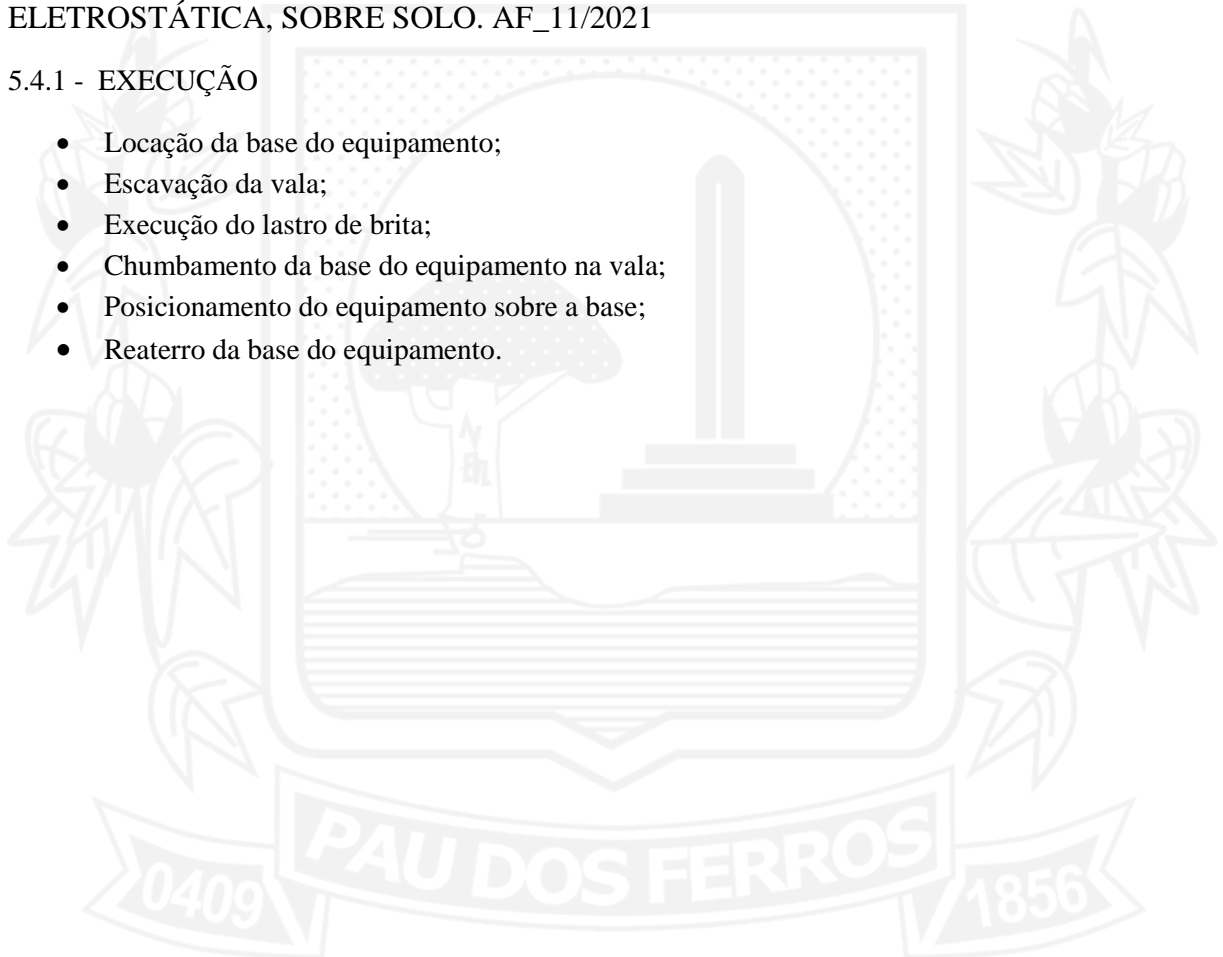 ELETROSTÁTICA, SOBRE SOLO. AF_11/2021
5.4.1 - EXECUÇÃO
• Locação da base do equipamento;
• Escavação da vala;
• Execução do lastro de brita;
• Chumbamento da base do equipamento na vala;
• Posicionamento do equipamento sobre a base;
• Reaterro da base do equipamento.
PAU DOS FERROS
0409
1856